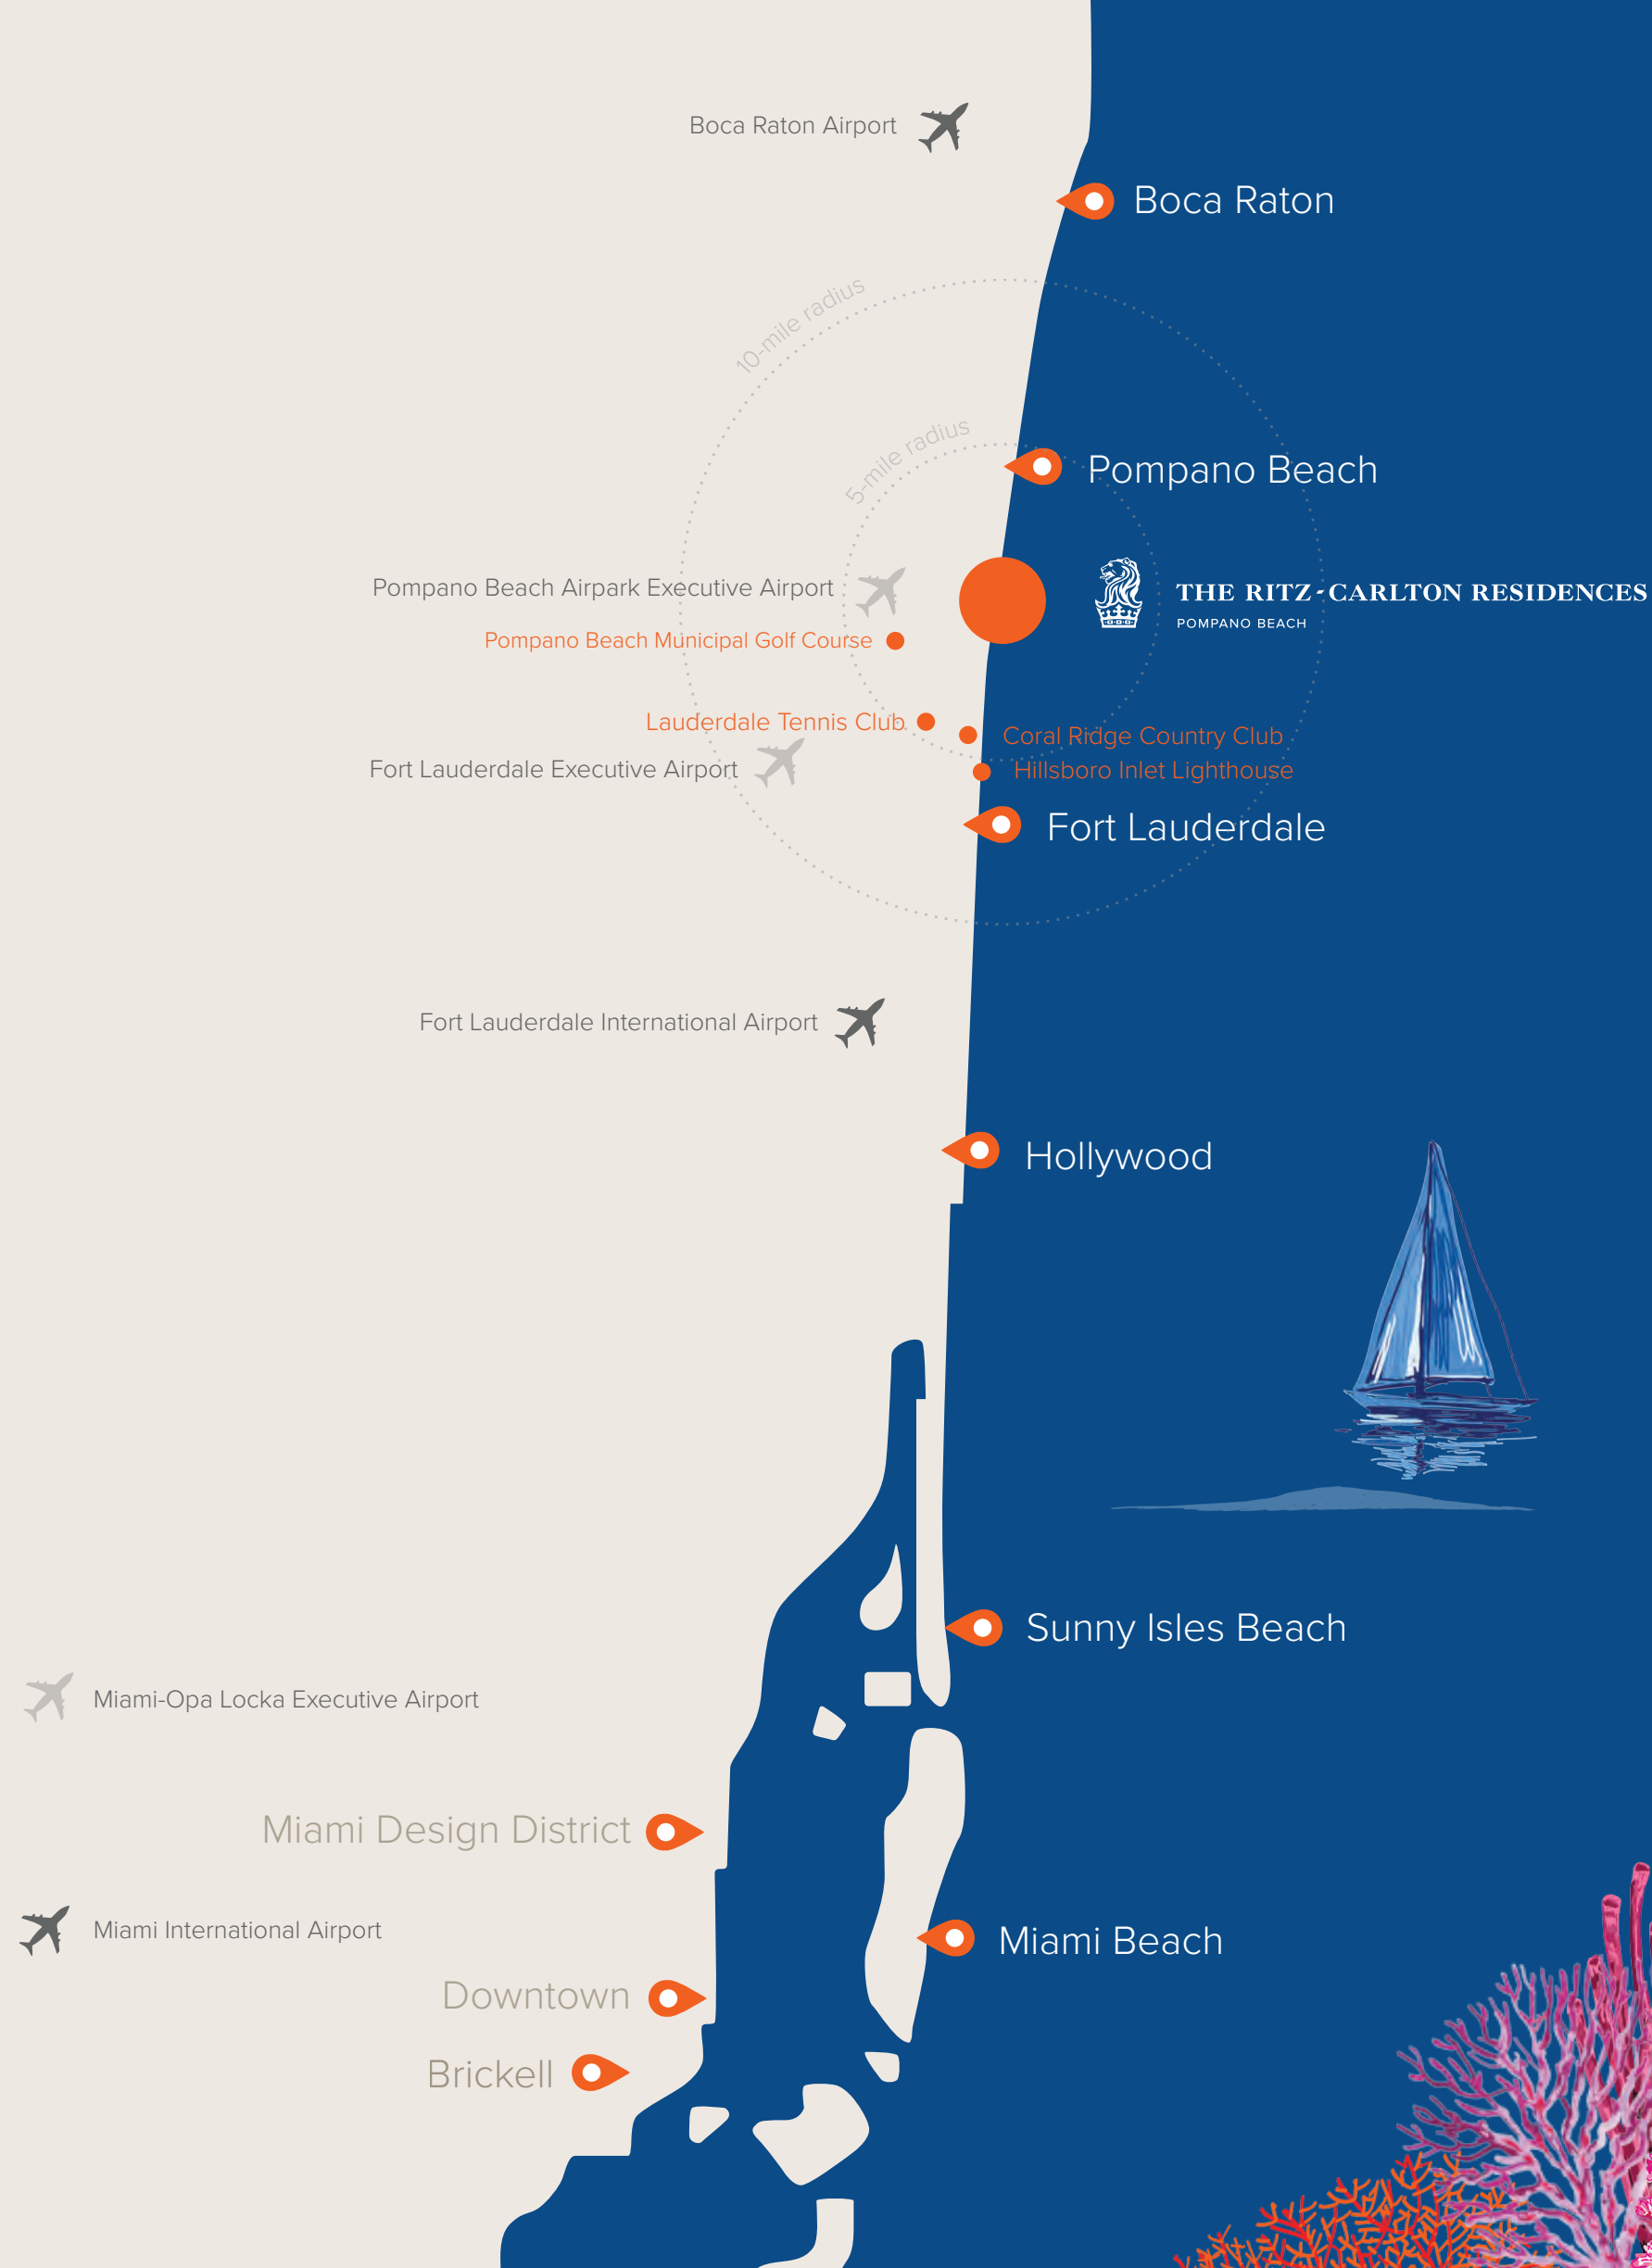 Boca Raton Airport
Boca Raton
10-mile radius
5-mile radius
Pompano Beach
Pompano Beach Airpark Executive Airport
THE RITZ-CARLTON RESIDENCES
POMPANO BEACH
Pompano Beach Municipal Golf Course
Lauderdale Tennis Club
Coral Ridge Country Club
Fort Lauderdale Executive Airport
Hillsboro Inlet Lighthouse
Fort Lauderdale
Fort Lauderdale International Airport
Hollywood
Sunny Isles Beach
Miami-Opa Locka Executive Airport
Miami Design District
Miami International Airport
Miami Beach
Downtown
Brickell